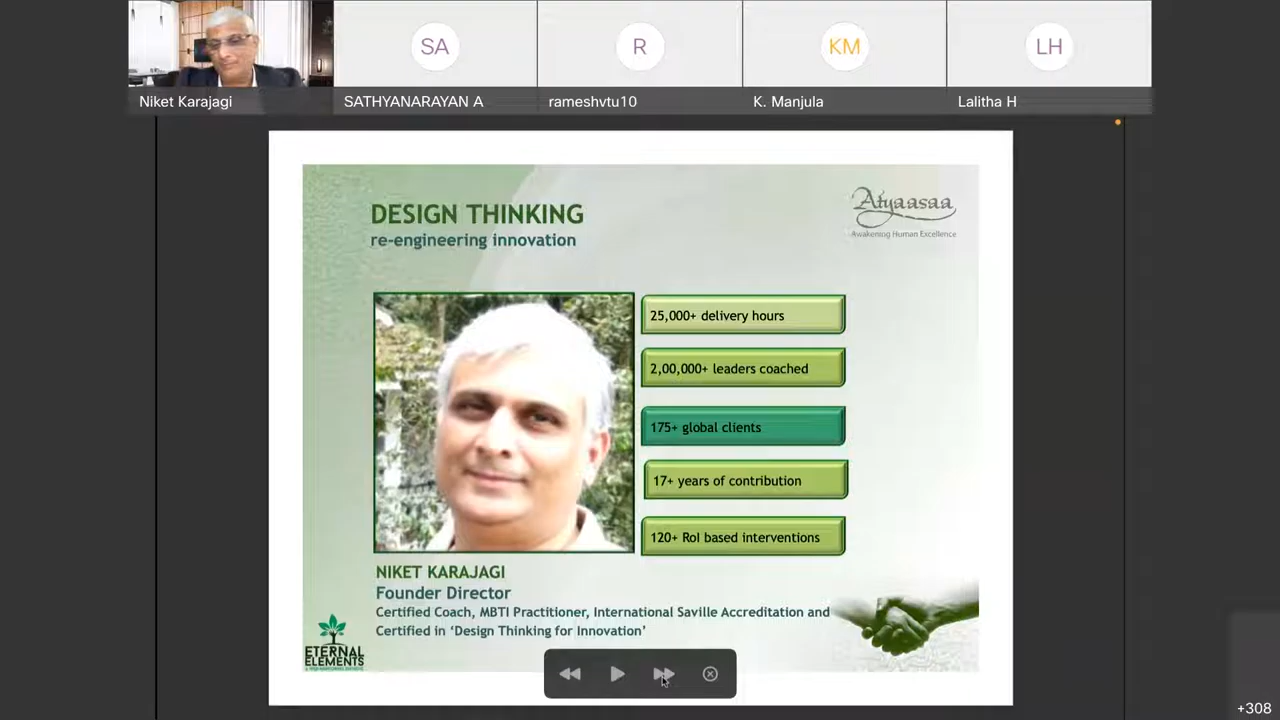 SA
R
KM
LH
Niket Karajagi
SATHYANARAYAN A
rameshvtu10
K. Manjula
Lalitha H
DESIGN THINKING
re-engineering innovation
Atyaasaa
Awakening Human Excellence
25,000+ delivery hours
2,00,000+ leaders coached
175+ global clients
17+ years of contribution
120+ RoI based interventions
NIKET KARAJAGI
Founder Director
Certified Coach, MBTI Practitioner, International Saville Accreditation and
Certified in ‘Design Thinking for Innovation’
ETERNAL
ELEMENTS
+308